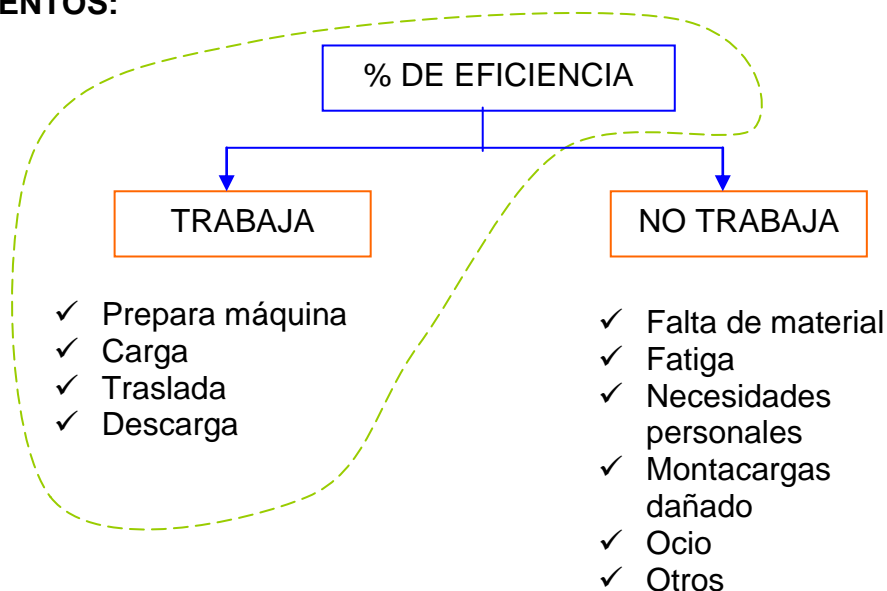 ENTOS:
% DE EFICIENCIA
TRABAJA
✓ Prepara máquina
✓ Carga
✓ Traslada
✓ Descarga
NO TRABAJA
✓ Falta de material
✓ Fatiga
✓ Necesidades
personales
✓ Montacargas
dañado
✓ Ocio
✓ Otros